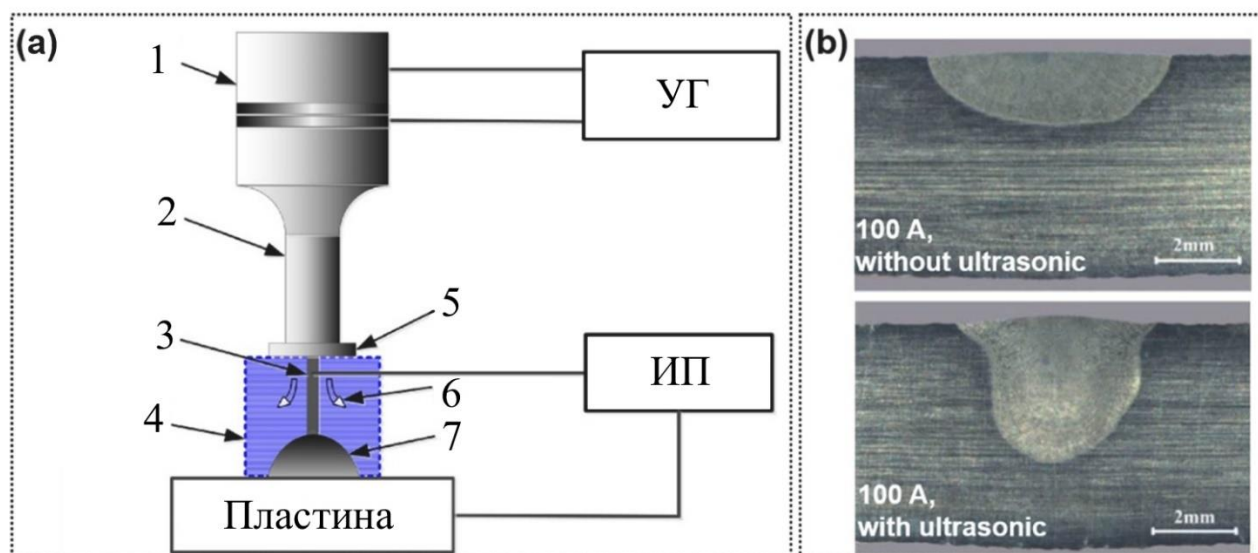 (a)
1
УГ
2
5
3
ИП
6
4
7
Пластина
(b)
100 A,
without ultrasonic
2mm
100 A,
with ultrasonic
2mm